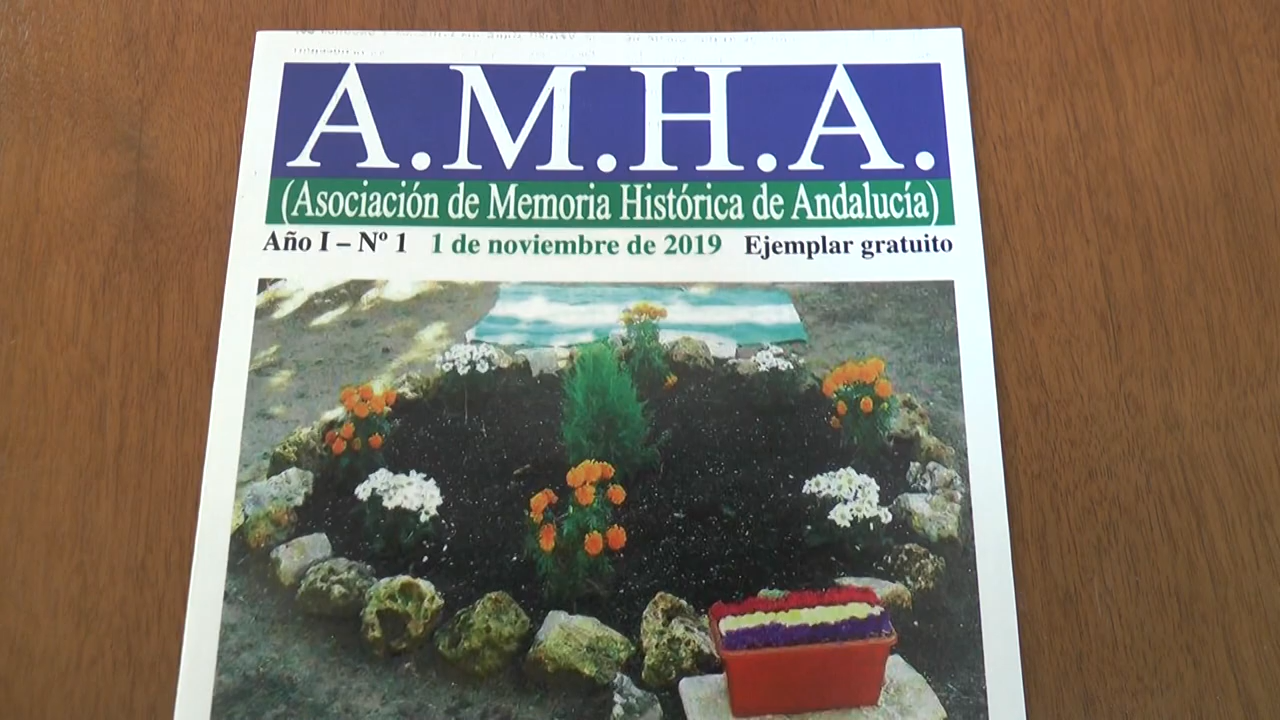 A.M.H.A.
(Asociación de Memoria Histórica de Andalucía)
Año I – Nº 1 1 de noviembre de 2019 Ejemplar gratuito